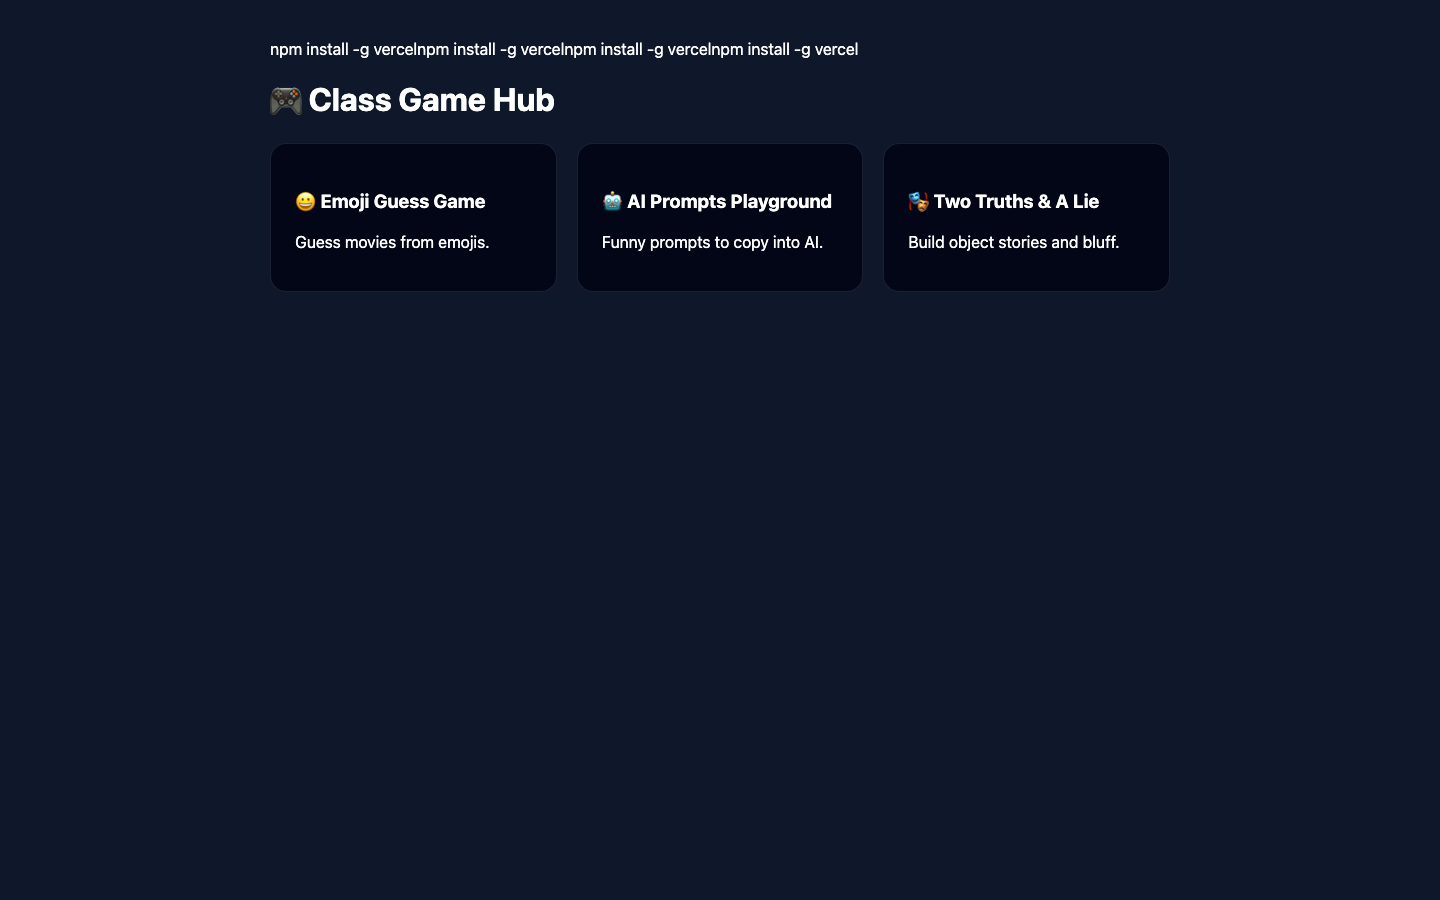 npm install -g vercelnpm install -g vercelnpm install -g vercelnpm install -g vercel
🎮 Class Game Hub
😀 Emoji Guess Game
Guess movies from emojis.
🤖 AI Prompts Playground
Funny prompts to copy into AI.
🎭 Two Truths & A Lie
Build object stories and bluff.